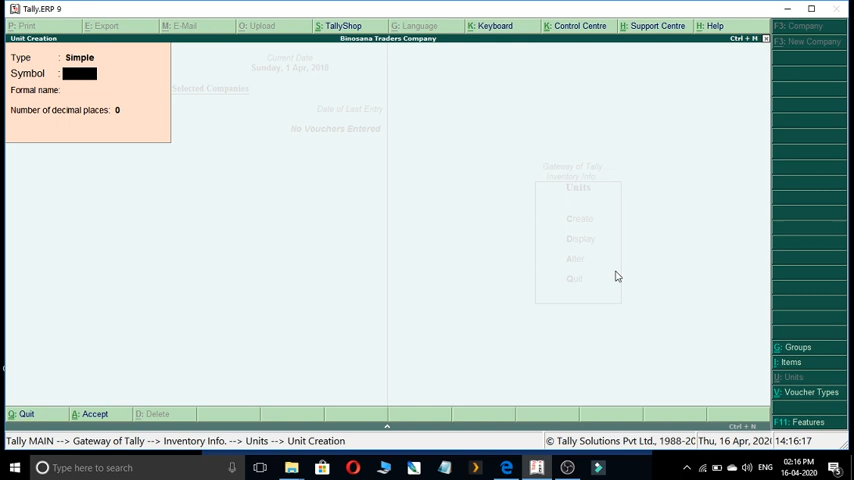 Tally.ERP 9
P: Print E: Export M: E-Mail O: Upload S: TallyShop G: Language K: Keyboard K: Control Centre H: Support Centre H: Help F3: Company
Unit Creation Binosana Traders Company Ctrl + M
F3: New Company
Type : Simple
Symbol :
Formal name:
Number of decimal places: 0
Current Date
Sunday, 1 Apr, 2018
Selected Companies
Date of Last Entry
No Vouchers Entered
Gateway of Tally
Inventory Info.
Units
Create
Display
Alter
Quit
G: Groups
I: Items
U: Units
V: Voucher Types
F11: Features
Q: Quit A: Accept D: Delete
Ctrl + N
Tally MAIN --> Gateway of Tally --> Inventory Info. --> Units --> Unit Creation © Tally Solutions Pvt Ltd., 1988-20 Thu, 16 Apr, 2020 14:16:17
Type here to search ENG 02:16 PM
16-04-2020